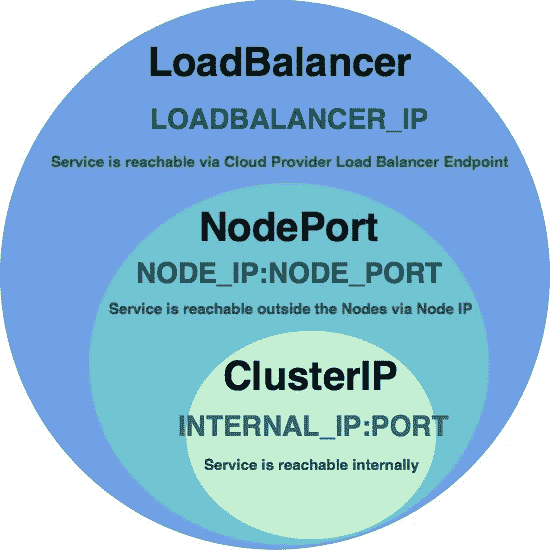 LoadBalancer
LOADBALANCER_IP
Service is reachable via Cloud Provider Load Balancer Endpoint
NodePort
NODE_IP:NODE_PORT
Service is reachable outside the Nodes via Node IP
ClusterIP
INTERNAL_IP:PORT
Service is reachable internally